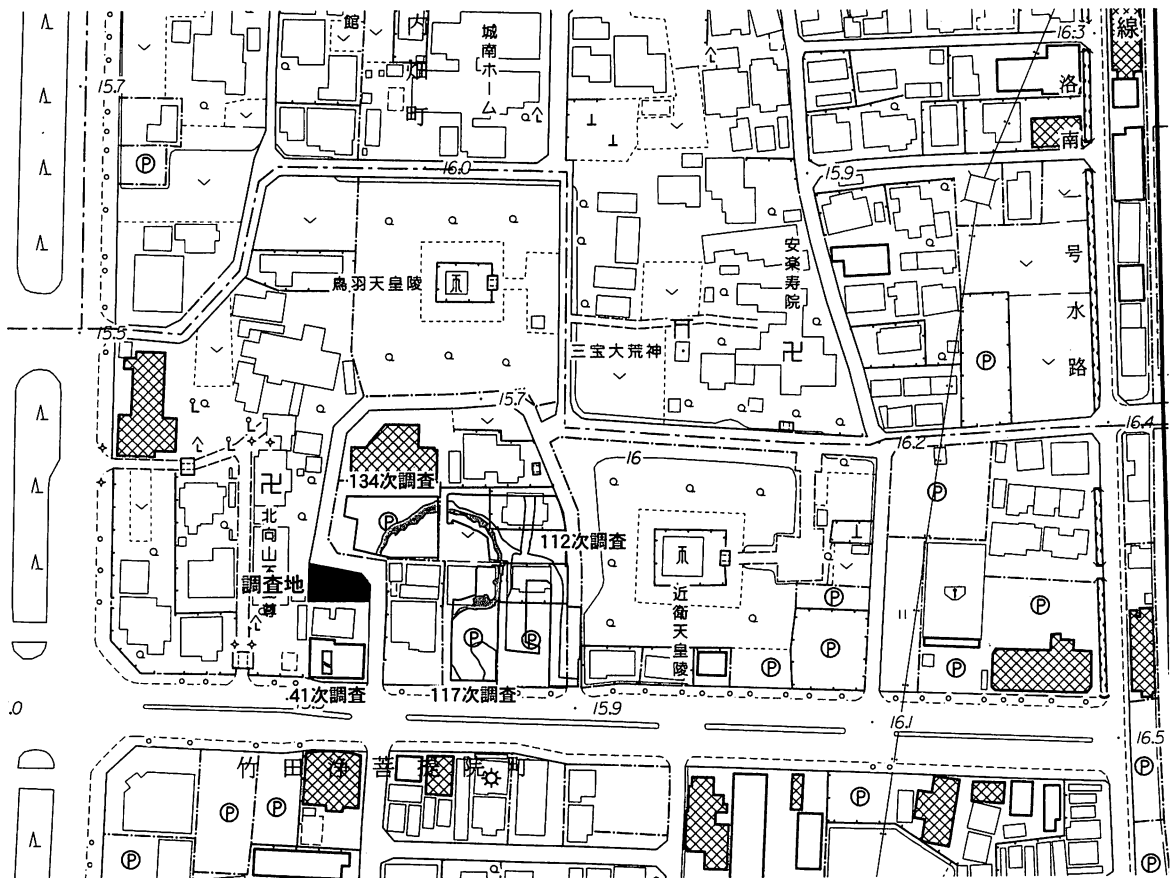 館
内畑町
城南ホーム
線
16.3
15.7
洛南一号水路
16.0
15.9
鳥羽天皇陵
安楽寿院
15.5
三宝大荒神
15.7
16.2
16.4
16
134次調査
P
P
P
北向山不
尊
112次調査
調査地
近衛天皇陵
P
P
P
P
P
P
P
41次調査
117次調査
15.9
.0
16.1
16.5
竹田浄菩提院町
P
P
P
P
P
P